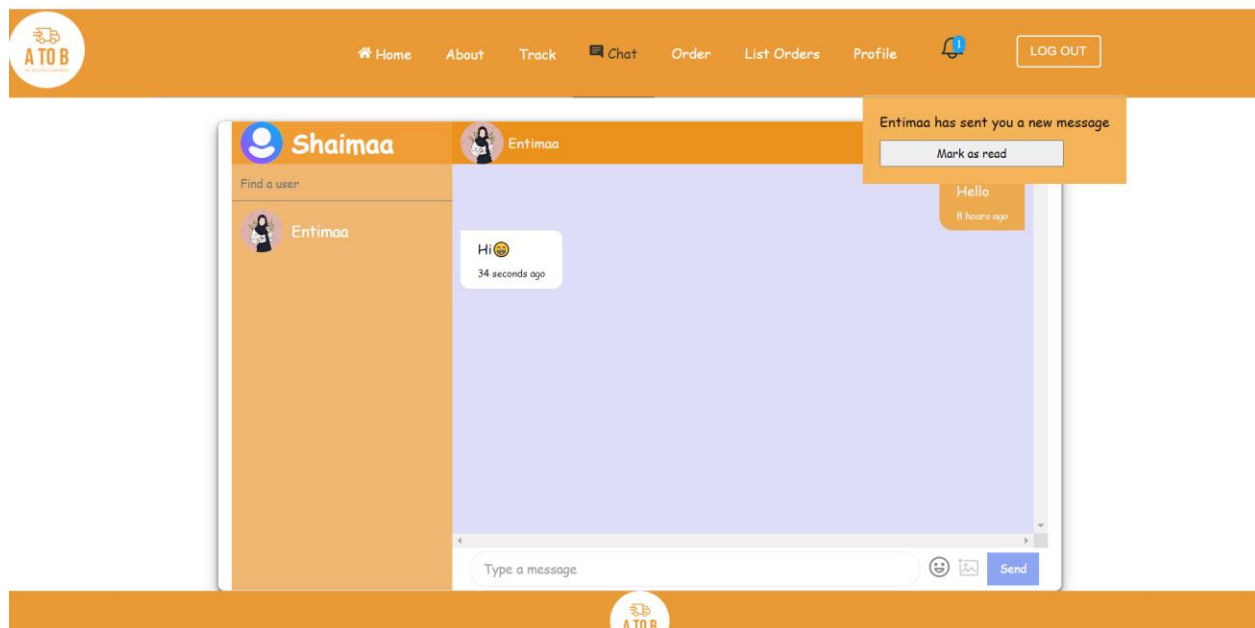 A TO B
Home About Track Chat Order List Orders Profile 1 LOG OUT
Entimaa has sent you a new message
Mark as read
Shaimaa
Find a user
Entimaa
Entimaa
Hello
8 hours ago
Hi😁
34 seconds ago
Type a message
Send
A TO B